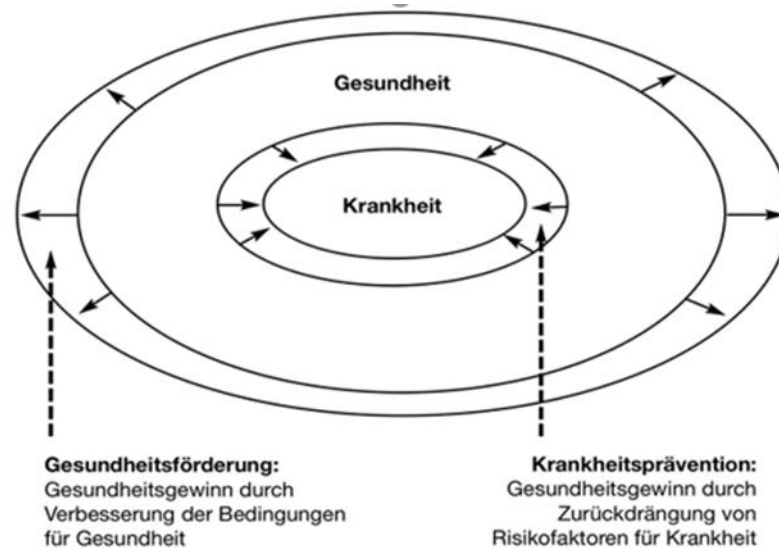 Gesundheit
Krankheit
Gesundheitsförderung:
Gesundheitsgewinn durch
Verbesserung der Bedingungen
für Gesundheit
Krankheitsprävention:
Gesundheitsgewinn durch
Zurückdrängung von
Risikofaktoren für Krankheit